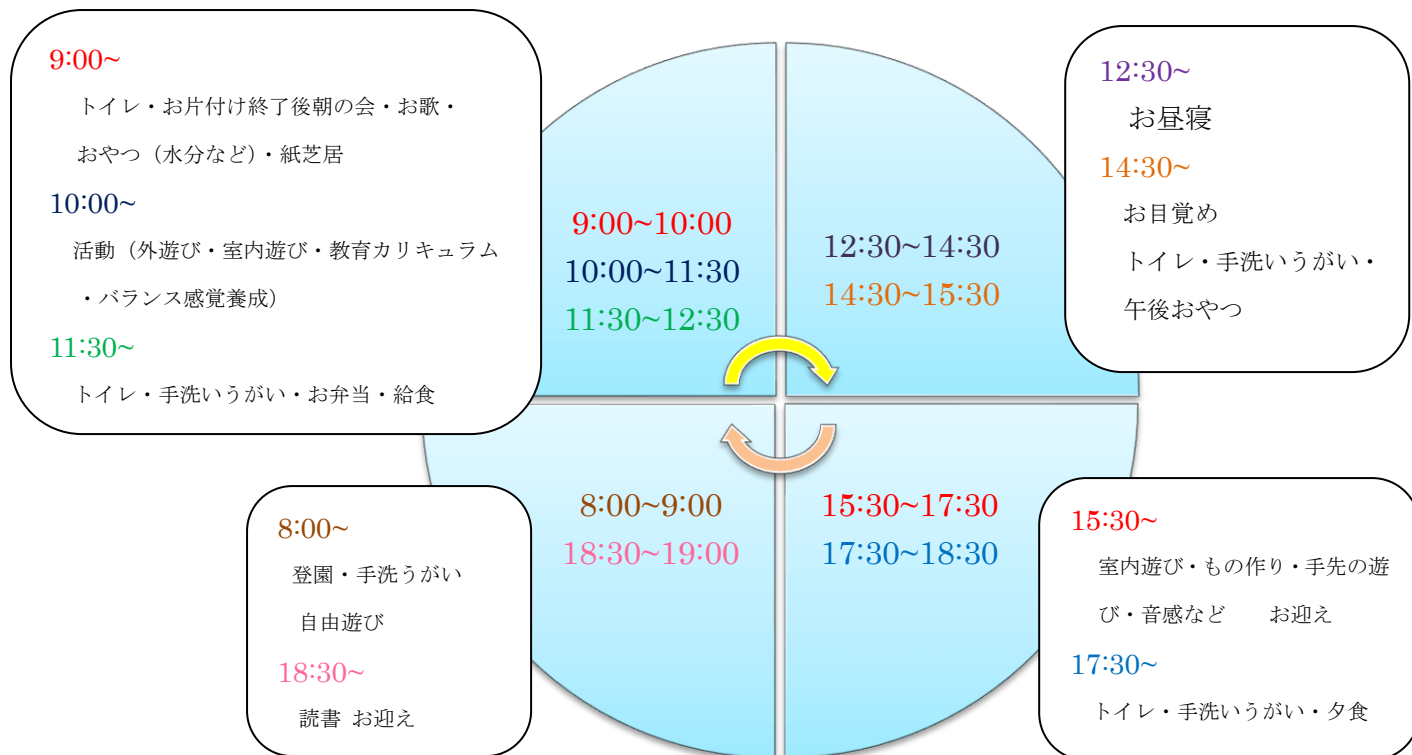 9:00~
トイレ・お片付け終了後朝の会・お歌・
おやつ（水分など）・紙芝居
10:00~
活動（外遊び・室内遊び・教育カリキュラム
・バランス感覚養成）
11:30~
トイレ・手洗いうがい・お弁当・給食
9:00~10:00
10:00~11:30
11:30~12:30
12:30~14:30
14:30~15:30
12:30~
お昼寝
14:30~
お目覚め
トイレ・手洗いうがい・
午後おやつ
8:00~
登園・手洗うがい
自由遊び
18:30~
読書 お迎え
8:00~9:00
18:30~19:00
15:30~17:30
17:30~18:30
15:30~
室内遊び・もの作り・手先の遊
び・音感など　　お迎え
17:30~
トイレ・手洗いうがい・夕食